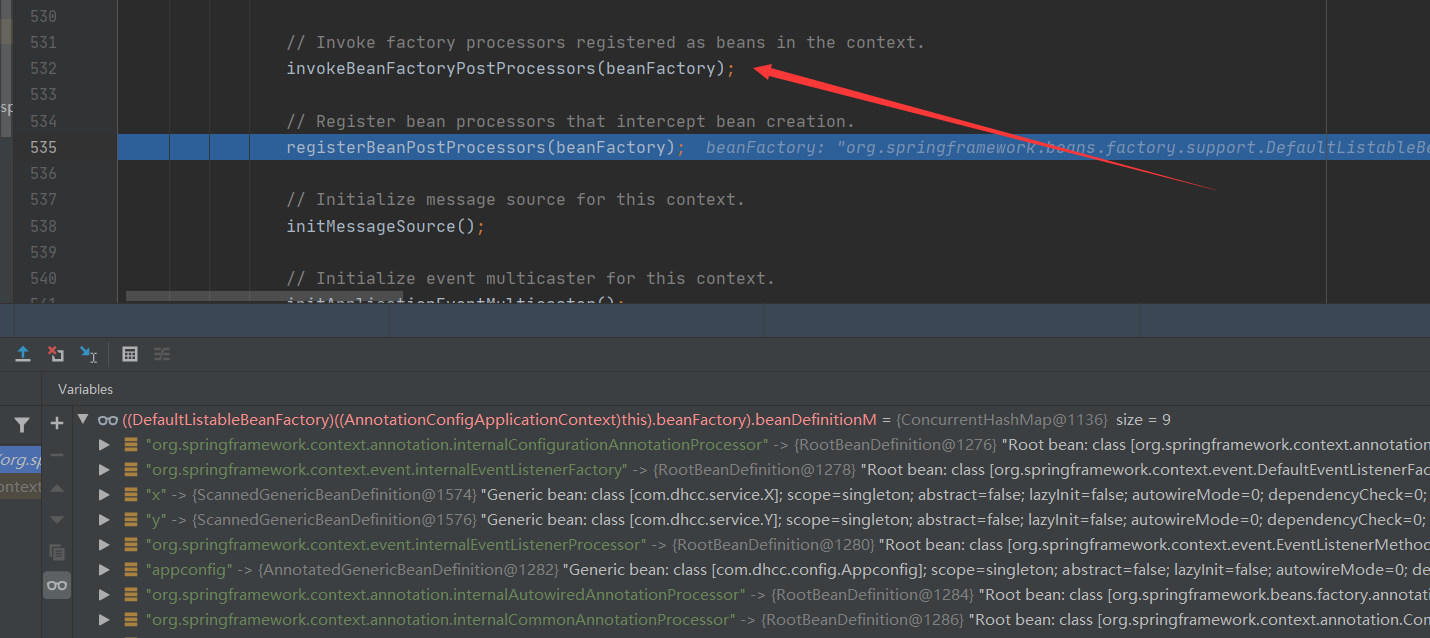 530
531 // Invoke factory processors registered as beans in the context.
532 invokeBeanFactoryPostProcessors(beanFactory);
533
534 // Register bean processors that intercept bean creation.
535 registerBeanPostProcessors(beanFactory); beanFactory: "org.springframework.beans.factory.support.DefaultListableBe
536
537 // Initialize message source for this context.
538 initMessageSource();
539
540 // Initialize event multicaster for this context.
541 initApplicationEventMulticaster();
sp
Variables
((DefaultListableBeanFactory)((AnnotationConfigApplicationContext)this).beanFactory).beanDefinitionM = {ConcurrentHashMap@1136} size = 9
"org.springframework.context.annotation.internalConfigurationAnnotationProcessor" -> {RootBeanDefinition@1276} "Root bean: class [org.springframework.context.annotation
/org.sp
"org.springframework.context.event.internalEventListenerFactory" -> {RootBeanDefinition@1278} "Root bean: class [org.springframework.context.event.DefaultEventListenerFac
ontext
"x" -> {ScannedGenericBeanDefinition@1574} "Generic bean: class [com.dhcc.service.X]; scope=singleton; abstract=false; lazyInit=false; autowireMode=0; dependencyCheck=0;
"y" -> {ScannedGenericBeanDefinition@1576} "Generic bean: class [com.dhcc.service.Y]; scope=singleton; abstract=false; lazyInit=false; autowireMode=0; dependencyCheck=0;
"org.springframework.context.event.internalEventListenerProcessor" -> {RootBeanDefinition@1280} "Root bean: class [org.springframework.context.event.EventListenerMetho
"appconfig" -> {AnnotatedGenericBeanDefinition@1282} "Generic bean: class [com.dhcc.config.Appconfig]; scope=singleton; abstract=false; lazyInit=false; autowireMode=0; de
"org.springframework.context.annotation.internalAutowiredAnnotationProcessor" -> {RootBeanDefinition@1284} "Root bean: class [org.springframework.beans.factory.annotati
"org.springframework.context.annotation.internalCommonAnnotationProcessor" -> {RootBeanDefinition@1286} "Root bean: class [org.springframework.context.annotation.Com